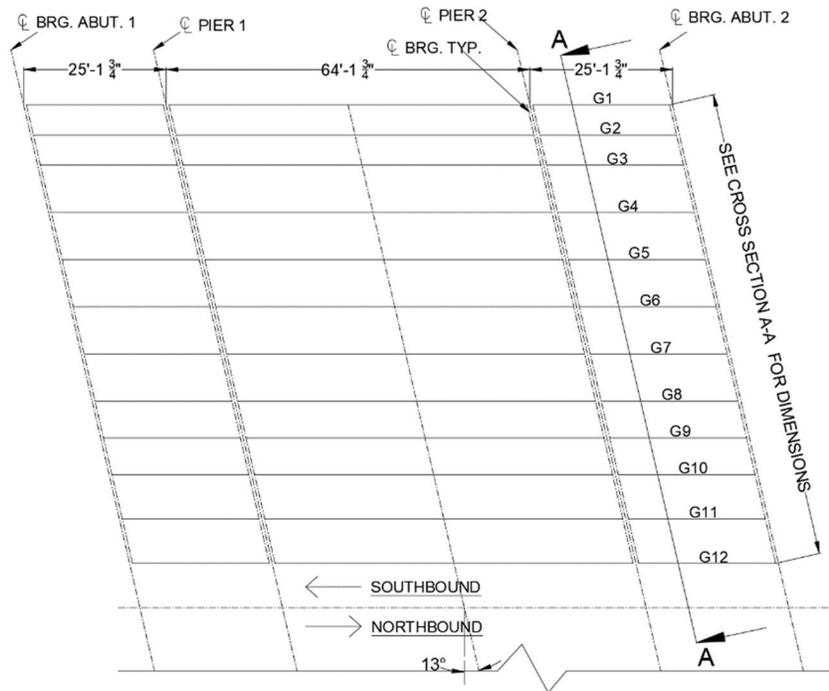 ℄ BRG. ABUT. 1
℄ PIER 1
℄ PIER 2
℄ BRG. TYP.
A
℄ BRG. ABUT. 2
25'-1 3/4"
64'-1 3/4"
25'-1 3/4"
G1
G2
G3
G4
G5
G6
G7
G8
G9
G10
G11
G12
SEE CROSS SECTION A-A FOR DIMENSIONS
SOUTHBOUND
NORTHBOUND
13°
A